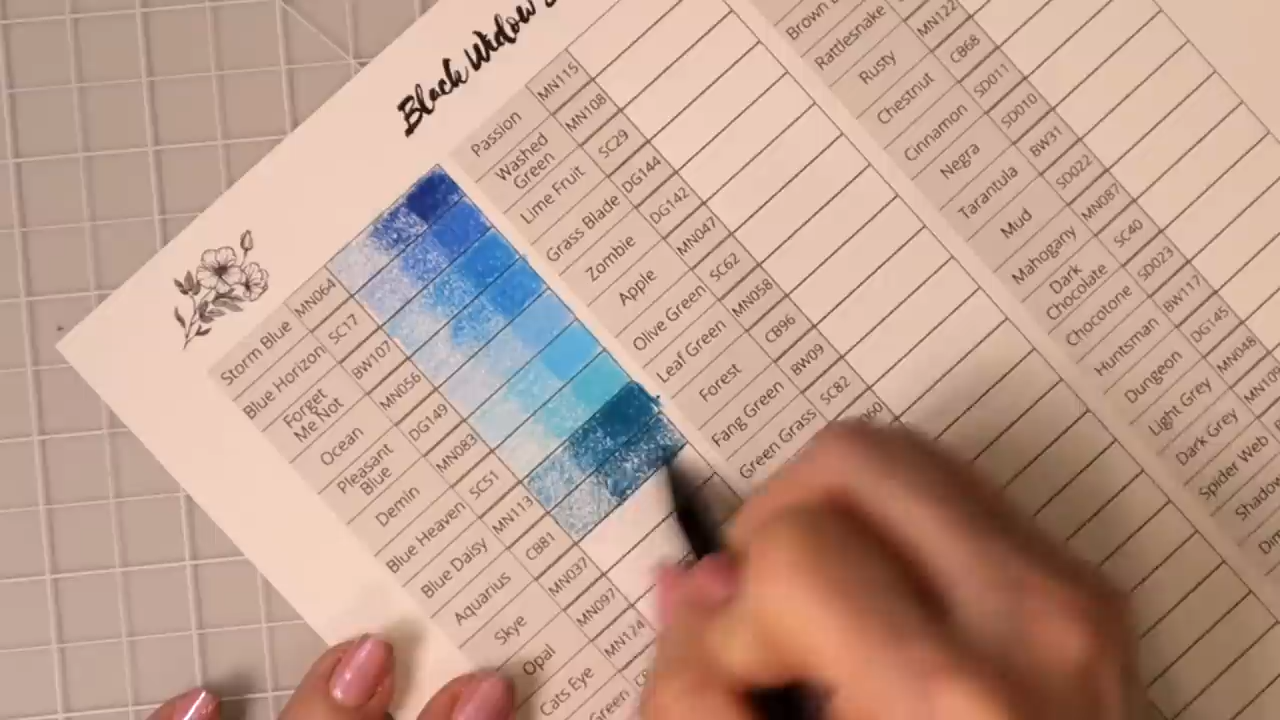 Black Widow
Storm Blue MN064
Blue Horizon SC17
Forget
Me Not BW107
Ocean MN056
Pleasant
Blue DG149
Demin MN083
Blue Heaven SC51
Blue Daisy MN113
Aquarius CB81
Skye MN037
Opal MN097
Cats Eye MN124
Green
Passion MN115
Washed
Green MN108
Lime Fruit SC29
Grass Blade DG144
Zombie DG142
Apple MN047
Olive Green SC62
Leaf Green MN058
Forest CB96
Fang Green BW09
Green Grass SC82
Brown
Rattlesnake MN122
Rusty CB68
Chestnut SD011
Cinnamon SD010
Negra BW31
Tarantula SD022
Mud MN087
Mahogany SC40
Dark
Chocolate SD023
Chocotone BW117
Huntsman DG145
Dungeon MN048
Light Grey MN109
Dark Grey
Spider Web